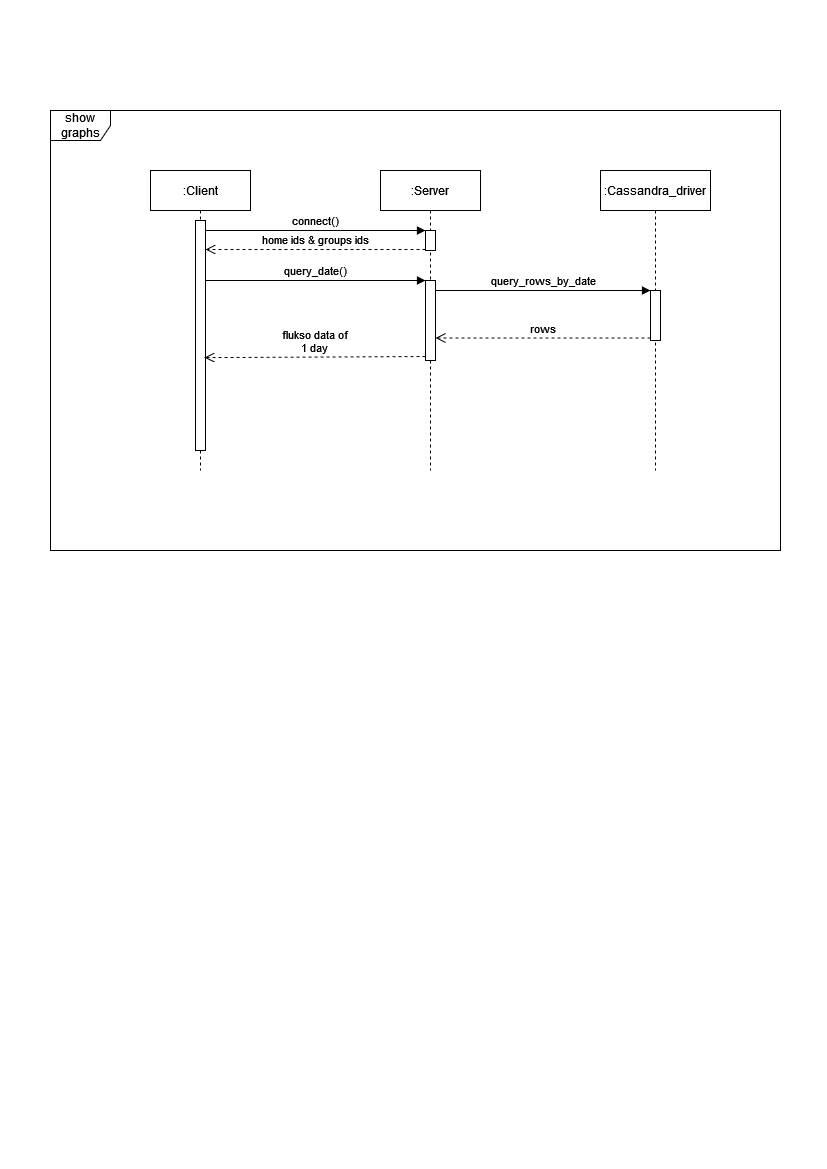 show
graphs
:Client
:Server
:Cassandra_driver
connect()
home ids & groups ids
query_date()
query_rows_by_date
rows
flukso data of
1 day